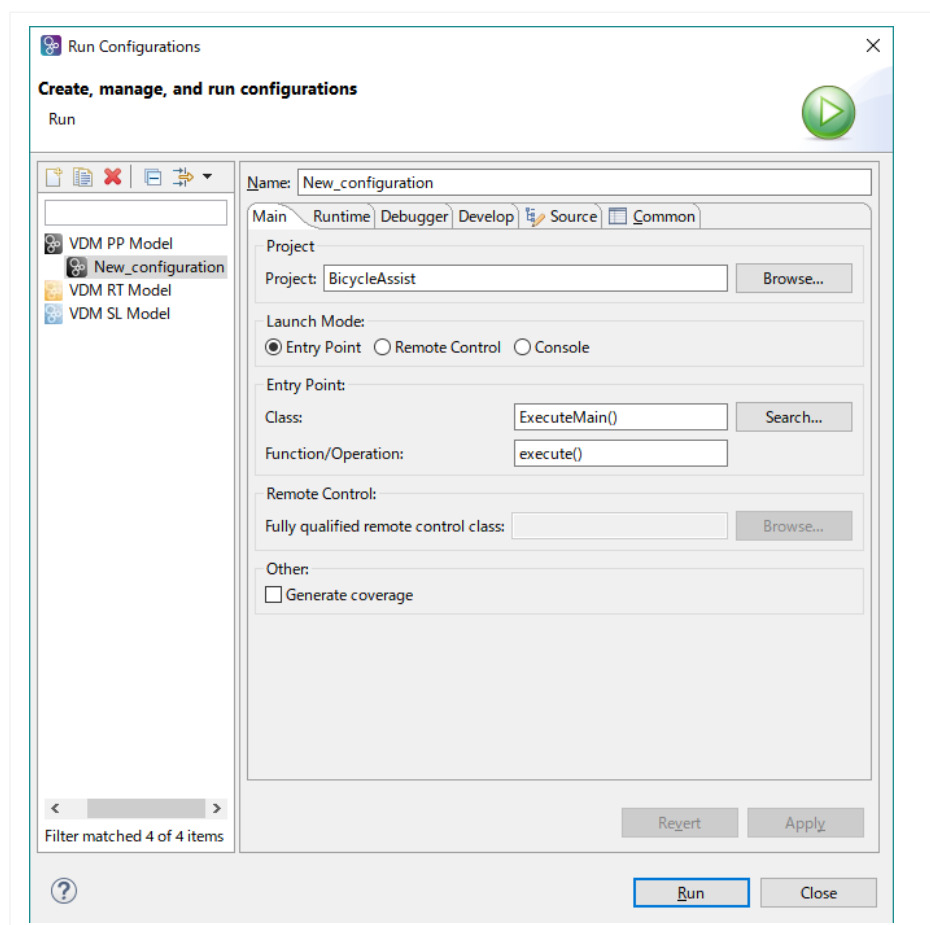 Run Configurations
Create, manage, and run configurations
Run
Name: New_configuration
Main Runtime Debugger Develop Source Common
VDM PP Model
New_configuration
VDM RT Model
VDM SL Model
Project
Project: BicycleAssist Browse...
Launch Mode:
Entry Point Remote Control Console
Entry Point:
Class: ExecuteMain() Search...
Function/Operation: execute()
Remote Control:
Fully qualified remote control class: Browse...
Other:
Generate coverage
Filter matched 4 of 4 items
Revert Apply
Run Close